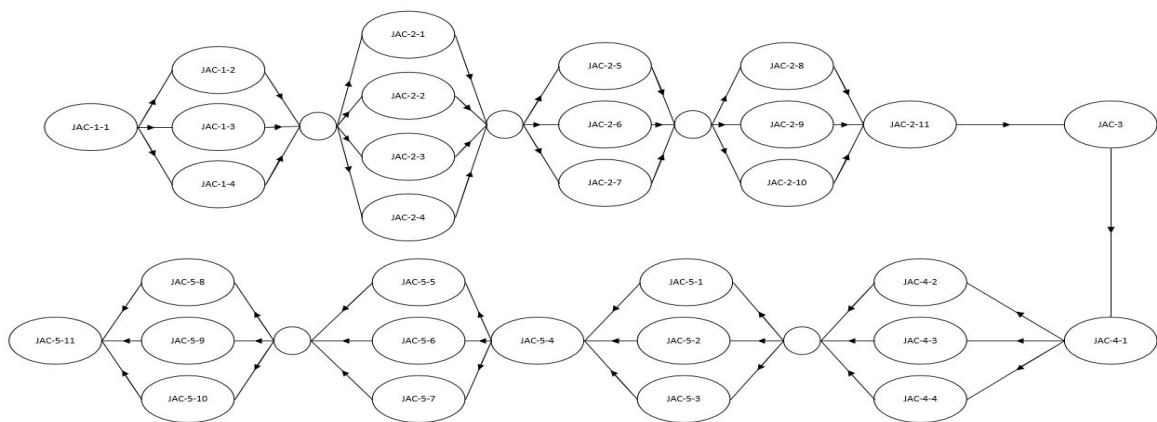 JAC-1-1
JAC-1-2
JAC-1-3
JAC-1-4
JAC-2-1
JAC-2-2
JAC-2-3
JAC-2-4
JAC-2-5
JAC-2-6
JAC-2-7
JAC-2-8
JAC-2-9
JAC-2-10
JAC-2-11
JAC-3
JAC-4-1
JAC-4-2
JAC-4-3
JAC-4-4
JAC-5-1
JAC-5-2
JAC-5-3
JAC-5-4
JAC-5-5
JAC-5-6
JAC-5-7
JAC-5-8
JAC-5-9
JAC-5-10
JAC-5-11